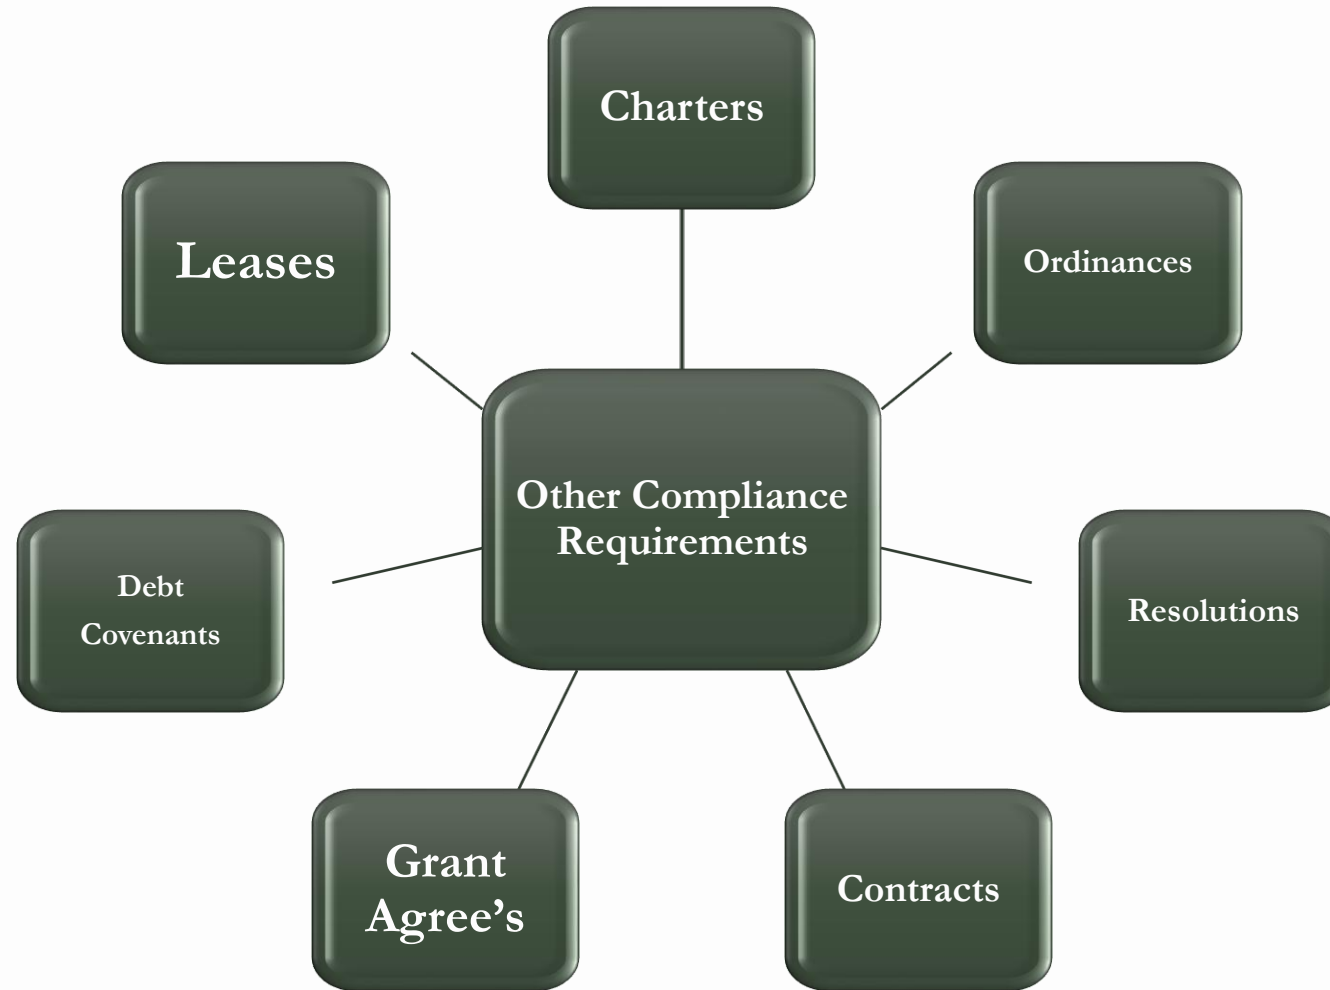 Charters
Leases
Ordinances
Other Compliance
Requirements
Debt
Covenants
Resolutions
Grant
Agree’s
Contracts